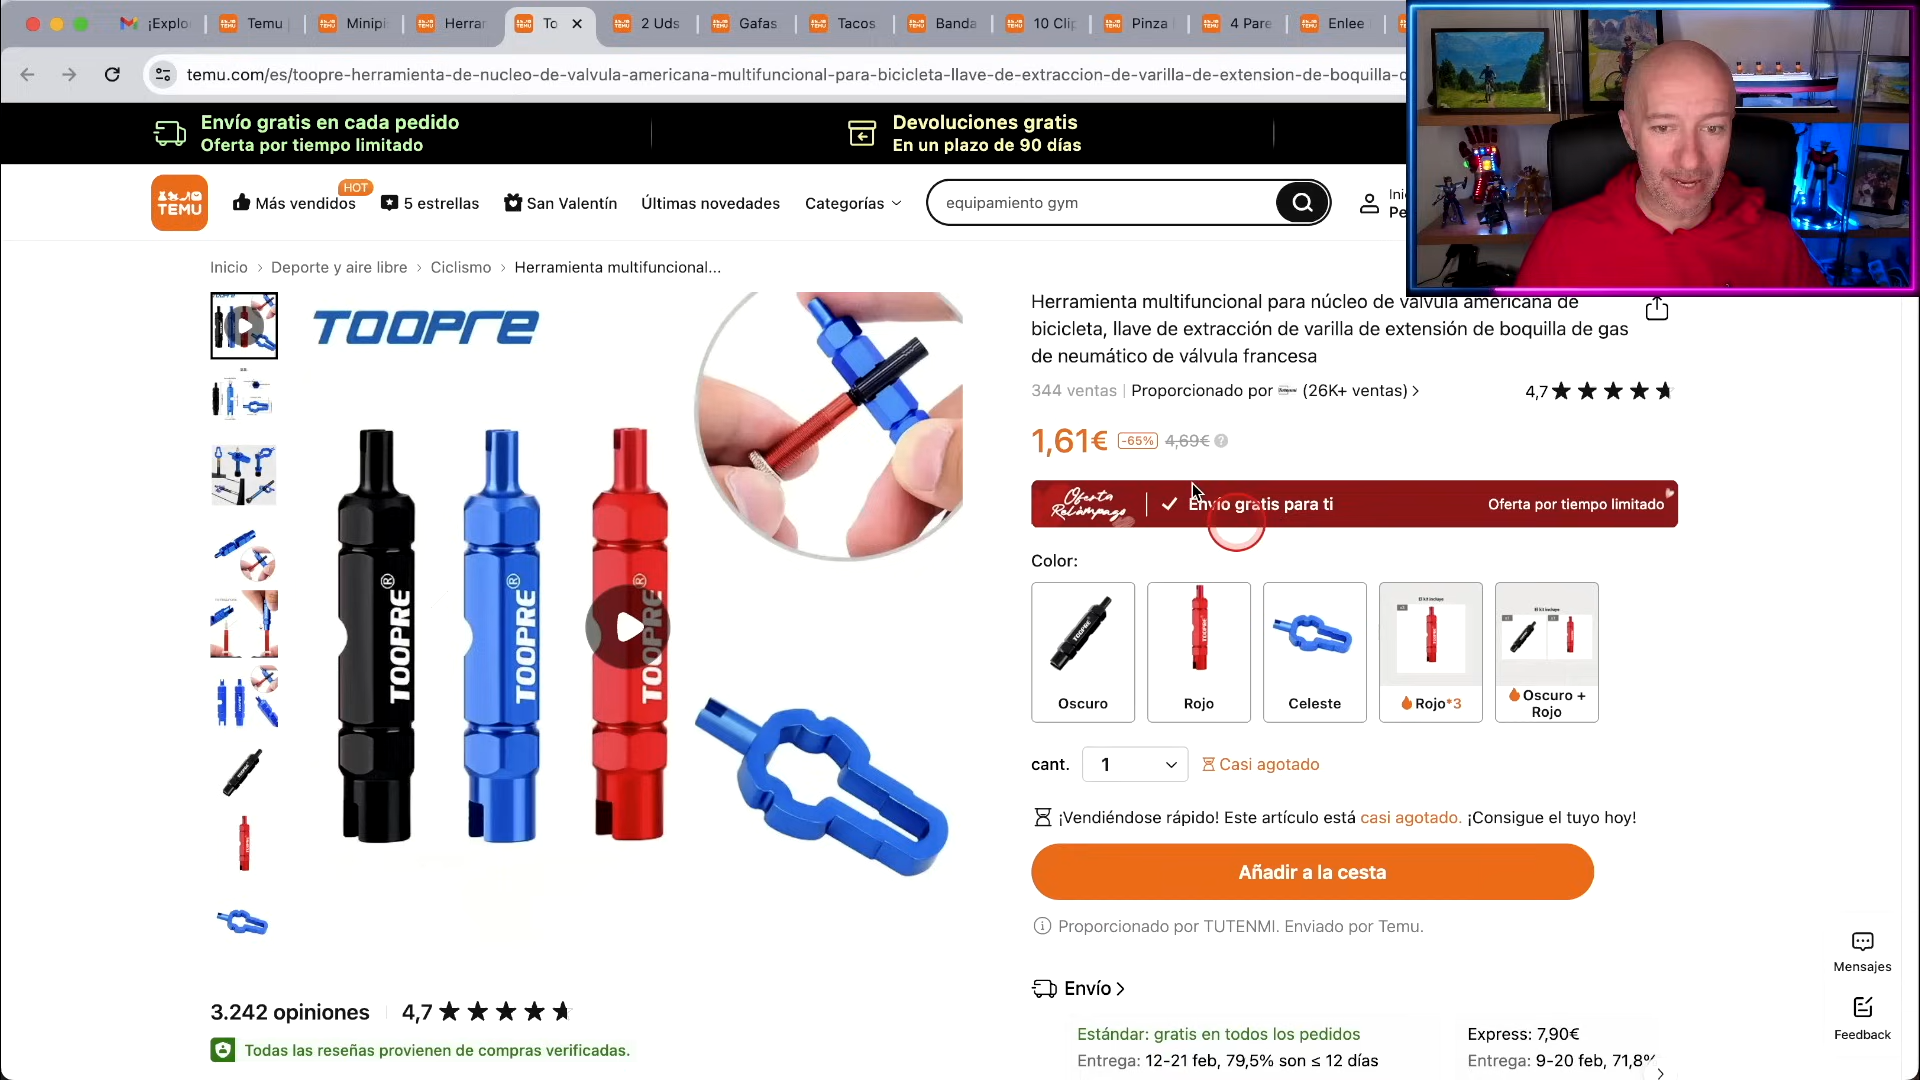 ¡Explo
Temu
Minipi
Herrar
To
2 Uds
Gafas
Tacos
Banda
10 Clip
Pinza
4 Pare
Enlee
temu.com/es/toopre-herramienta-de-nucleo-de-valvula-americana-multifuncional-para-bicicleta-llave-de-extraccion-de-varilla-de-extension-de-boquilla-d
Envío gratis en cada pedido
Oferta por tiempo limitado
Devoluciones gratis
En un plazo de 90 días
TEMU
Más vendidos
HOT
5 estrellas
San Valentín
Últimas novedades
Categorías
equipamiento gym
Ini
Pe
Inicio › Deporte y aire libre › Ciclismo › Herramienta multifuncional...
TOOPRE
TOOPRE®
TOOPRE®
TOOPRE®
Herramienta multifuncional para núcleo de válvula americana de
bicicleta, llave de extracción de varilla de extensión de boquilla de gas
de neumático de válvula francesa
344 ventas | Proporcionado por (26K+ ventas) >
4,7
1,61€ -65% 4,69€
Oferta
Relámpago
Envío gratis para ti
Oferta por tiempo limitado
Color:
Oscuro
Rojo
Celeste
Rojo*3
Oscuro +
Rojo
cant.
1
Casi agotado
¡Vendiéndose rápido! Este artículo está casi agotado. ¡Consigue el tuyo hoy!
Añadir a la cesta
Proporcionado por TUTENMI. Enviado por Temu.
Envío >
Estándar: gratis en todos los pedidos
Entrega: 12-21 feb, 79,5% son ≤ 12 días
Express: 7,90€
Entrega: 9-20 feb, 71,8%
3.242 opiniones
4,7
Todas las reseñas provienen de compras verificadas.
Mensajes
Feedback